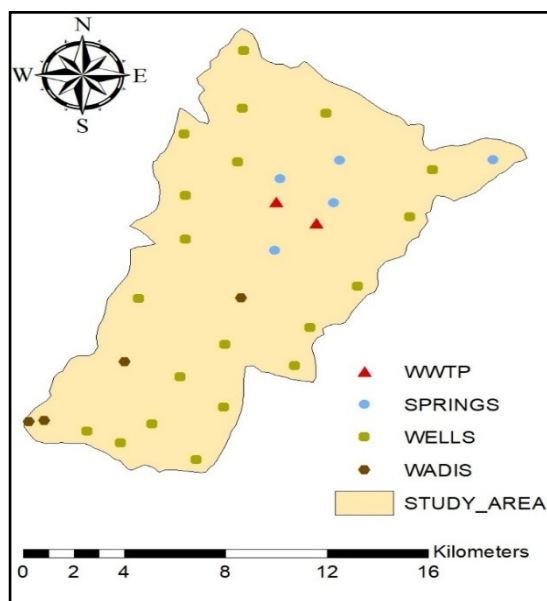 N
W E
S
WWTP
SPRINGS
WELLS
WADIS
STUDY_AREA
Kilometers
0 2 4 8 12 16